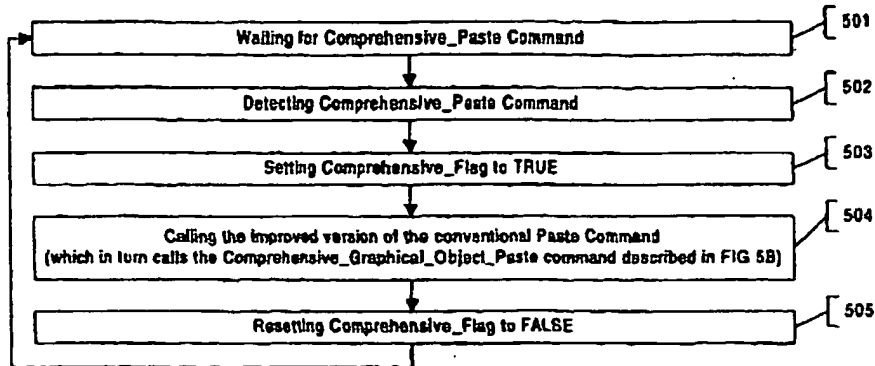 Waiting for Comprehensive_Paste Command
501
Detecting Comprehensive_Paste Command
502
Setting Comprehensive_Flag to TRUE
503
Calling the improved version of the conventional Paste Command
(which in turn calls the Comprehensive_Graphical_Object_Paste command described in FIG 5B)
504
Resetting Comprehensive_Flag to FALSE
505